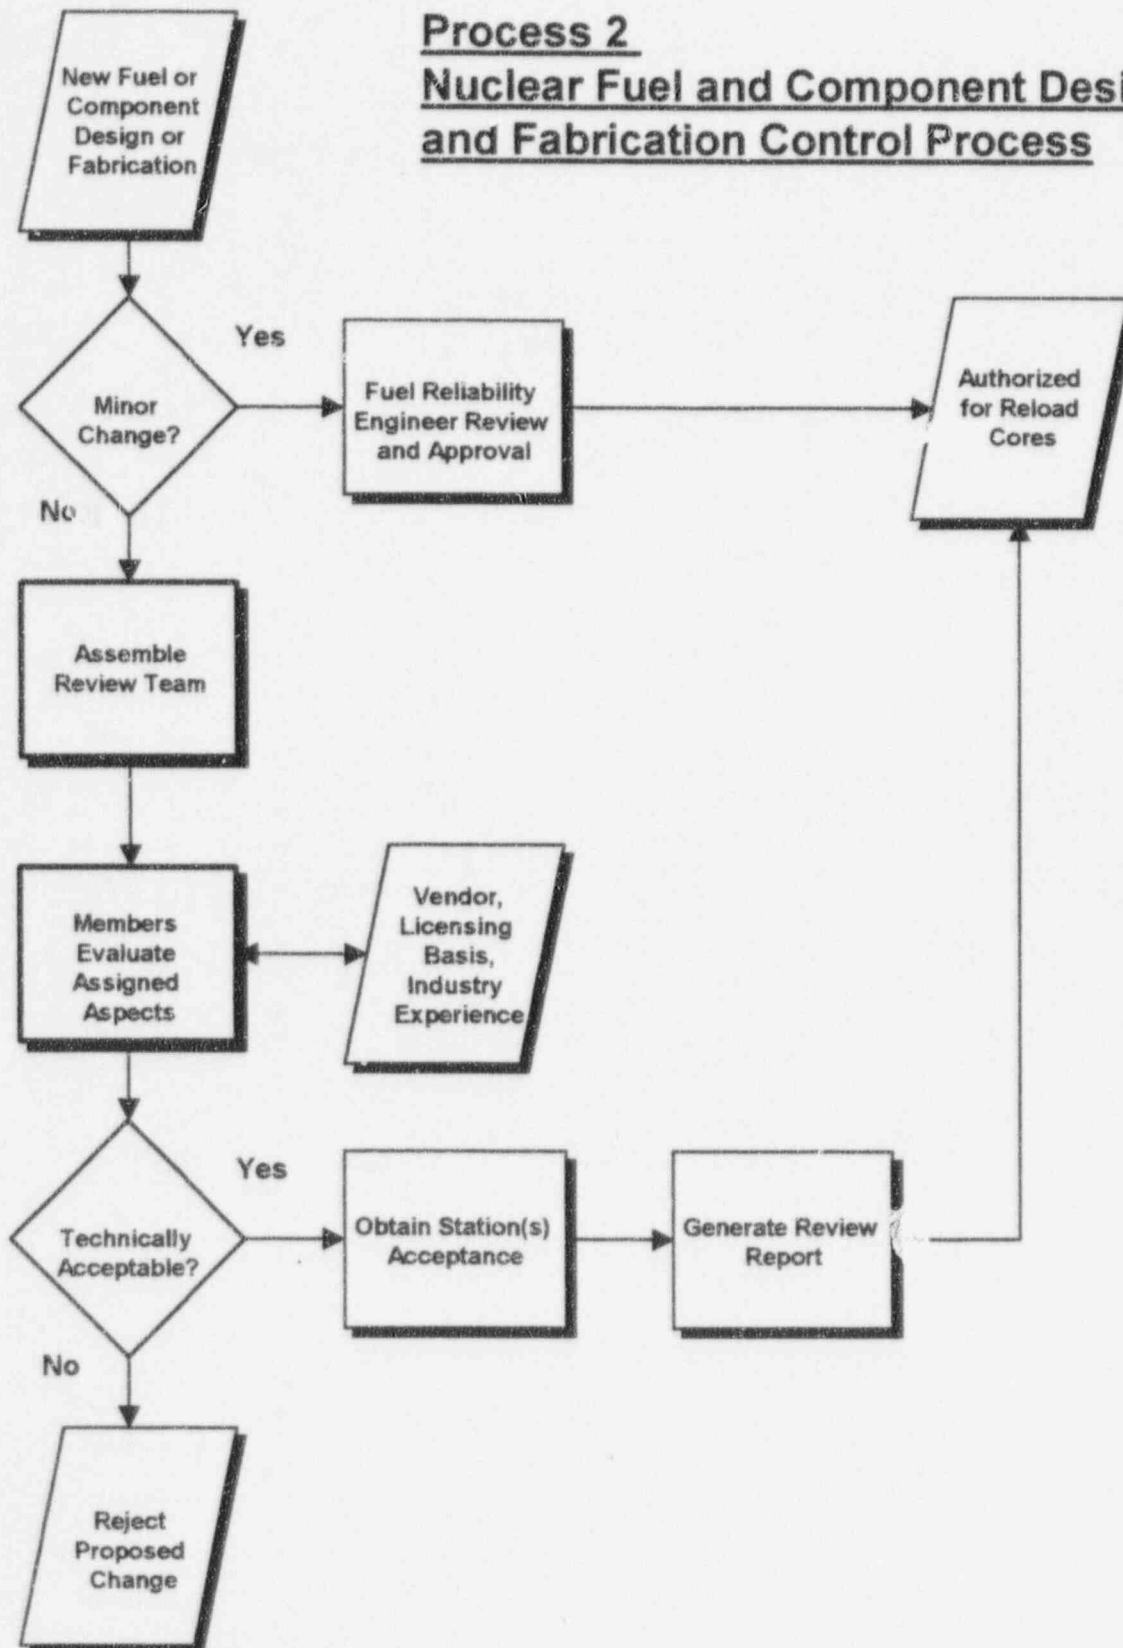 Process 2
Nuclear Fuel and Component Desi
and Fabrication Control Process
New Fuel or
Component
Design or
Fabrication
Minor
Change?
Yes
No
Fuel Reliability
Engineer Review
and Approval
Authorized
for Reload
Cores
Assemble
Review Team
Members
Evaluate
Assigned
Aspects
Vendor,
Licensing
Basis,
Industry
Experience
Technically
Acceptable?
Yes
No
Obtain Station(s)
Acceptance
Generate Review
Report
Reject
Proposed
Change